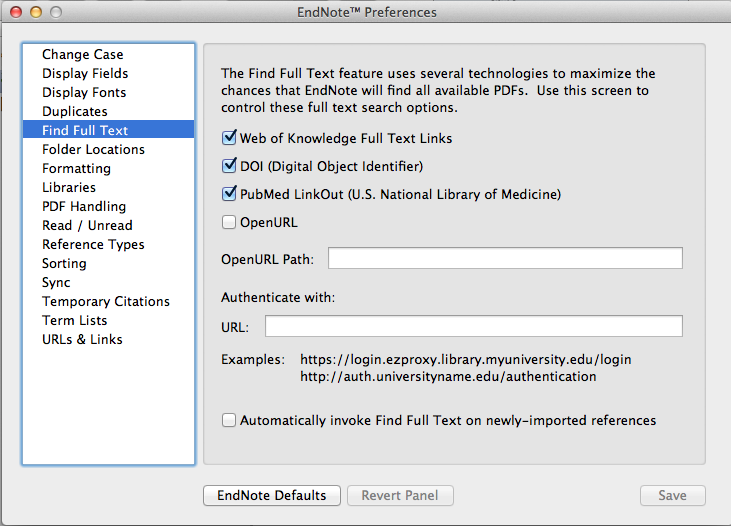 EndNote™ Preferences
Change Case
Display Fields
Display Fonts
Duplicates
Find Full Text
Folder Locations
Formatting
Libraries
PDF Handling
Read / Unread
Reference Types
Sorting
Sync
Temporary Citations
Term Lists
URLs & Links
The Find Full Text feature uses several technologies to maximize the
chances that EndNote will find all available PDFs.  Use this screen to
control these full text search options.
Web of Knowledge Full Text Links
DOI (Digital Object Identifier)
PubMed LinkOut (U.S. National Library of Medicine)
OpenURL
OpenURL Path:
Authenticate with:
URL:
Examples: https://login.ezproxy.library.myuniversity.edu/login
http://auth.universityname.edu/authentication
Automatically invoke Find Full Text on newly-imported references
EndNote Defaults Revert Panel Save